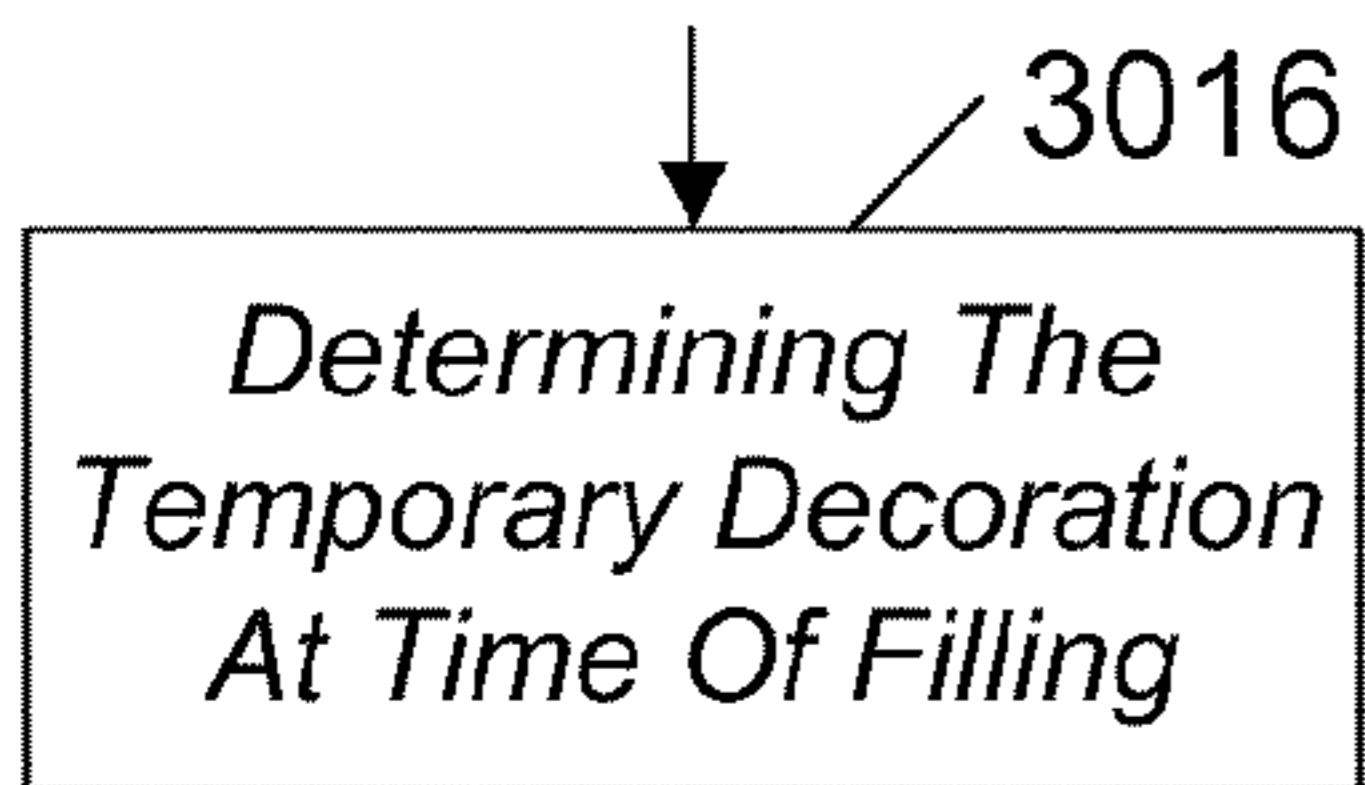 3016
Determining The
Temporary Decoration
At Time Of Filling